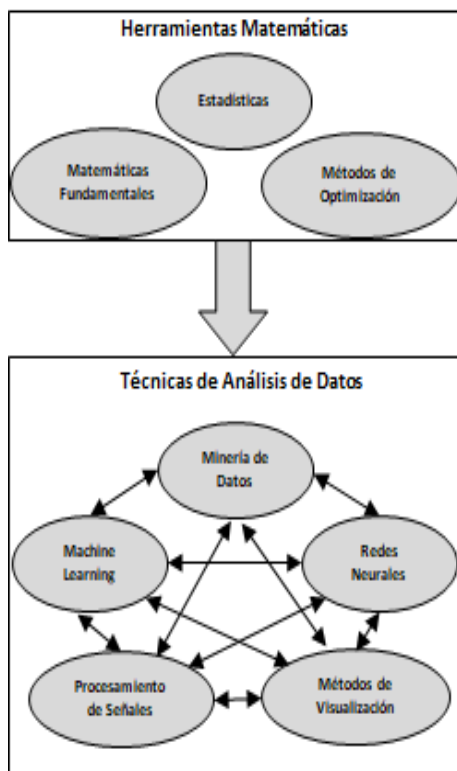 Herramientas Matemáticas
Estadísticas
Matemáticas
Fundamentales
Métodos de
Optimización
Técnicas de Análisis de Datos
Minería de
Datos
Machine
Learning
Redes
Neurales
Procesamiento
de Señales
Métodos de
Visualización